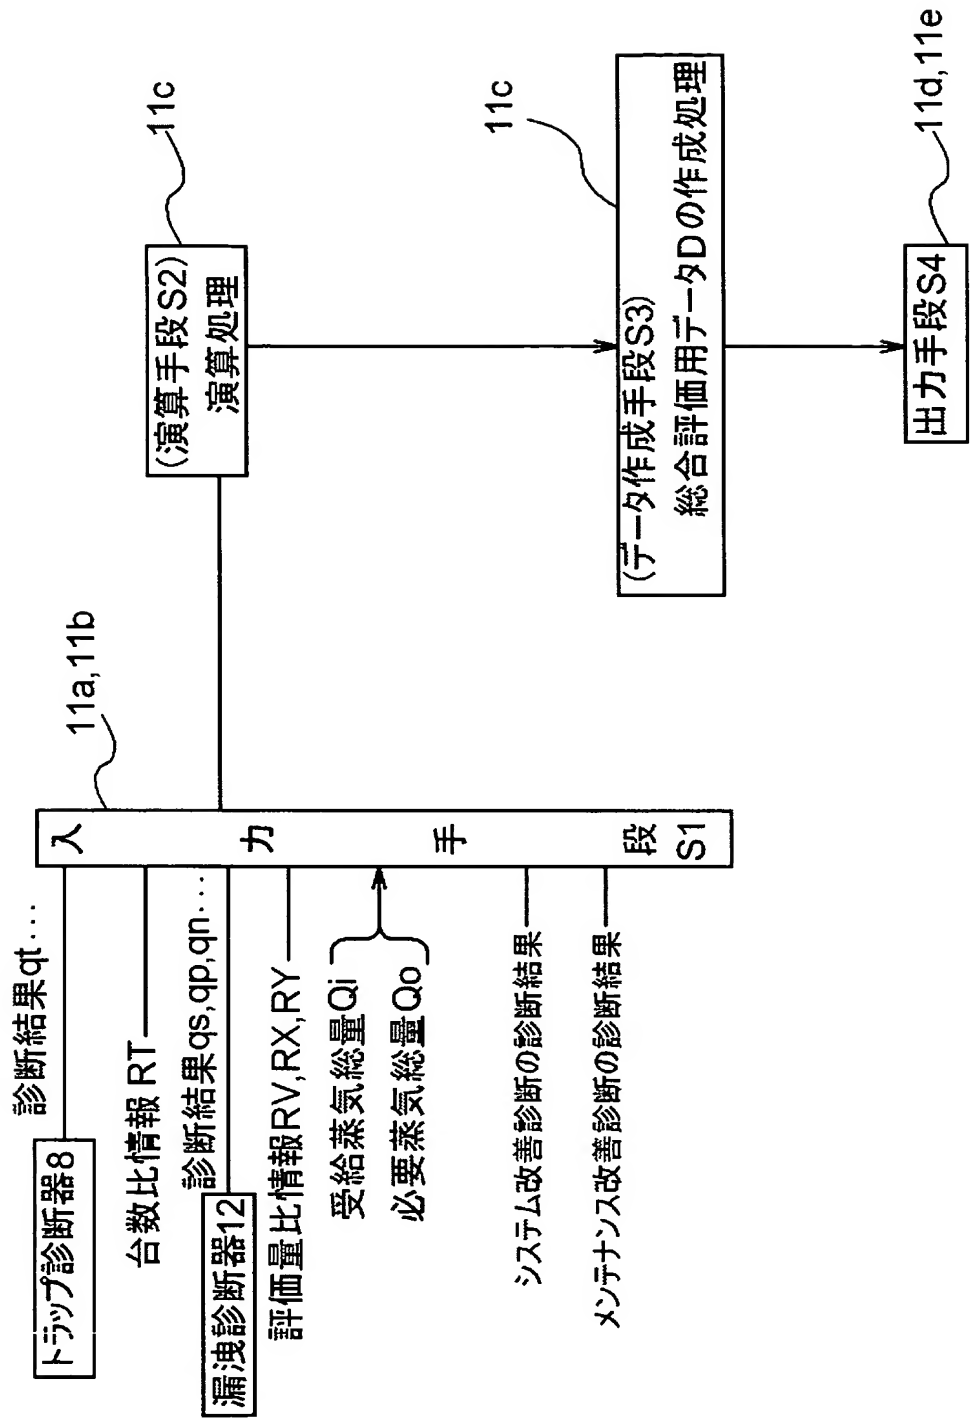 トラップ診断器8
診断結果qt···
台数比情報 RT
漏洩診断器12
診断結果qs,qp,qn···
評価量比情報RV,RX,RY
受給蒸気総量Qi
必要蒸気総量Qo
システム改善診断の診断結果
メンテナンス改善診断の診断結果
11a,11b
入力手段S1
11c
(演算手段S2)
演算処理
11c
(データ作成手段S3)
総合評価用データDの作成処理
11d,11e
出力手段S4